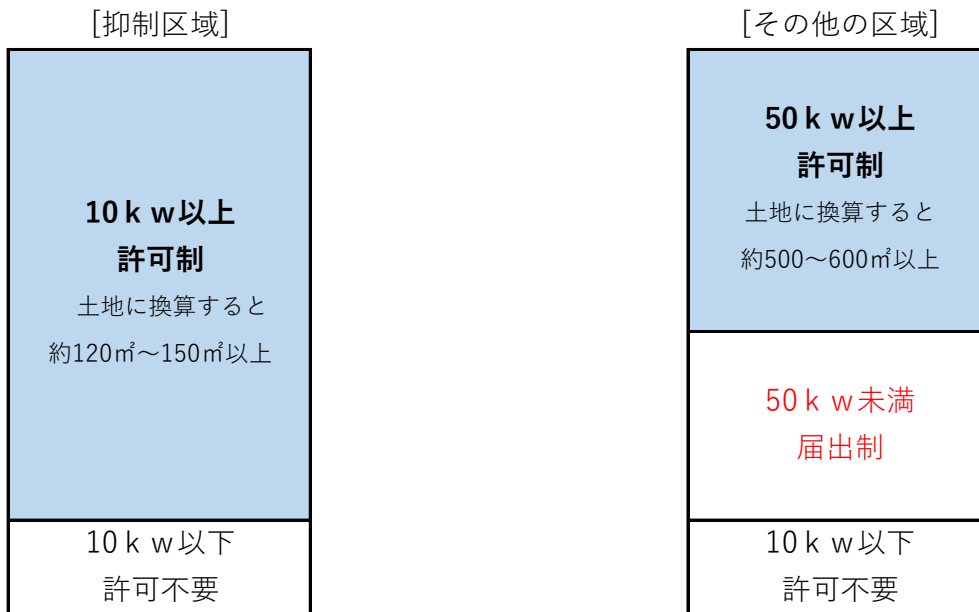 [抑制区域]
10ｋｗ以上
許可制
土地に換算すると
約120㎡～150㎡以上
10ｋｗ以下
許可不要
[その他の区域]
50ｋｗ以上
許可制
土地に換算すると
約500～600㎡以上
50ｋｗ未満
届出制
10ｋｗ以下
許可不要